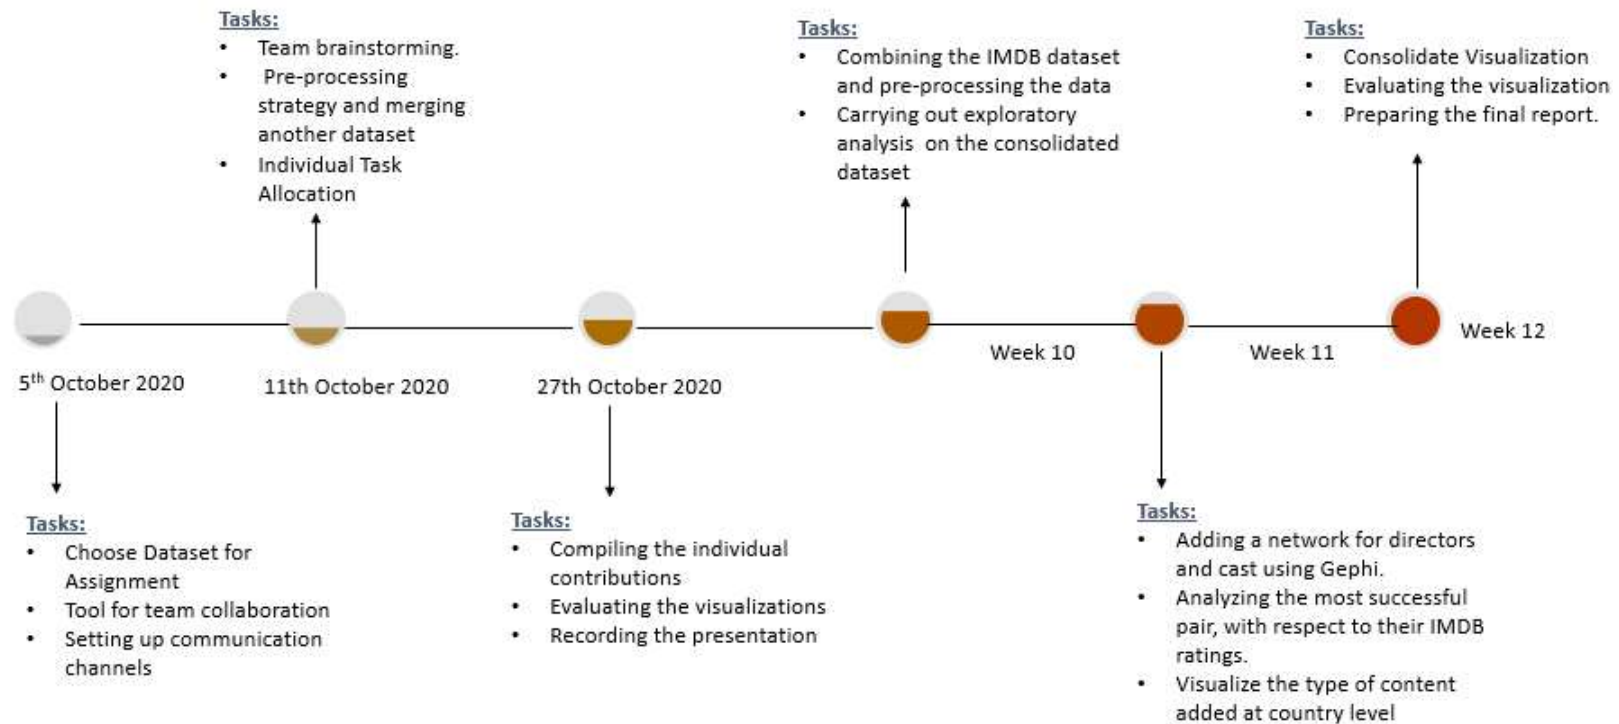 Tasks:
• Team brainstorming.
• Pre-processing
strategy and merging
another dataset
• Individual Task
Allocation
Tasks:
• Combining the IMDB dataset
and pre-processing the data
• Carrying out exploratory
analysis on the consolidated
dataset
Tasks:
• Consolidate Visualization
• Evaluating the visualization
• Preparing the final report.
5th October 2020
11th October 2020
27th October 2020
Week 10
Week 11
Week 12
Tasks:
• Choose Dataset for
Assignment
• Tool for team collaboration
• Setting up communication
channels
Tasks:
• Compiling the individual
contributions
• Evaluating the visualizations
• Recording the presentation
Tasks:
• Adding a network for directors
and cast using Gephi.
• Analyzing the most successful
pair, with respect to their IMDB
ratings.
• Visualize the type of content
added at country level